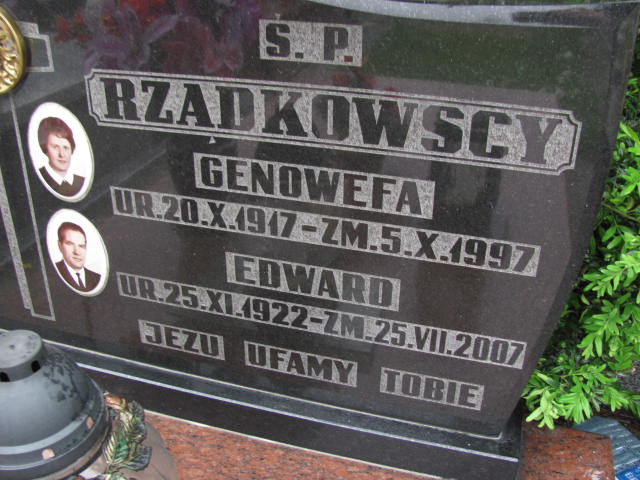 Ś. P.
RZĄDKOWSCY
GENOWEFA
UR.20.X.1917-ZM.5.X.1997
EDWARD
UR.25.XI.1922-ZM.25.VII.2007
JEZU UFAMY TOBIE